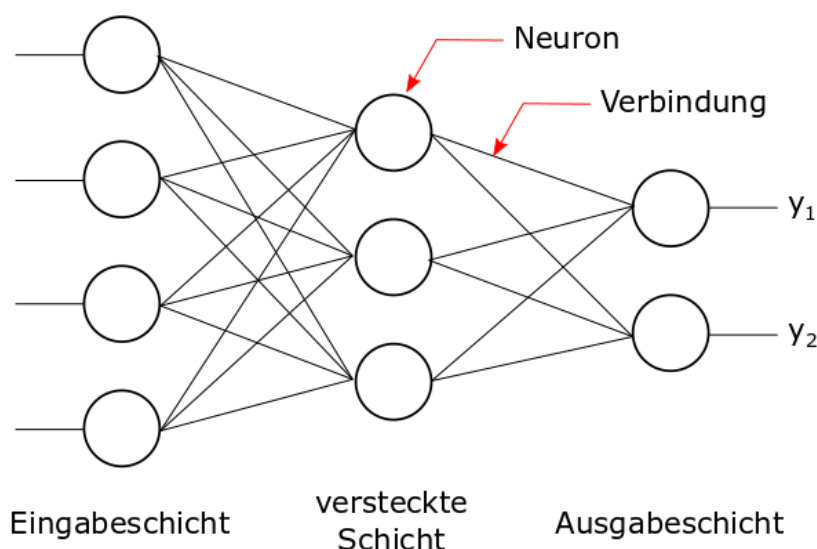 Neuron
Verbindung
y1
y2
Eingabeschicht
versteckte
Schicht
Ausgabeschicht